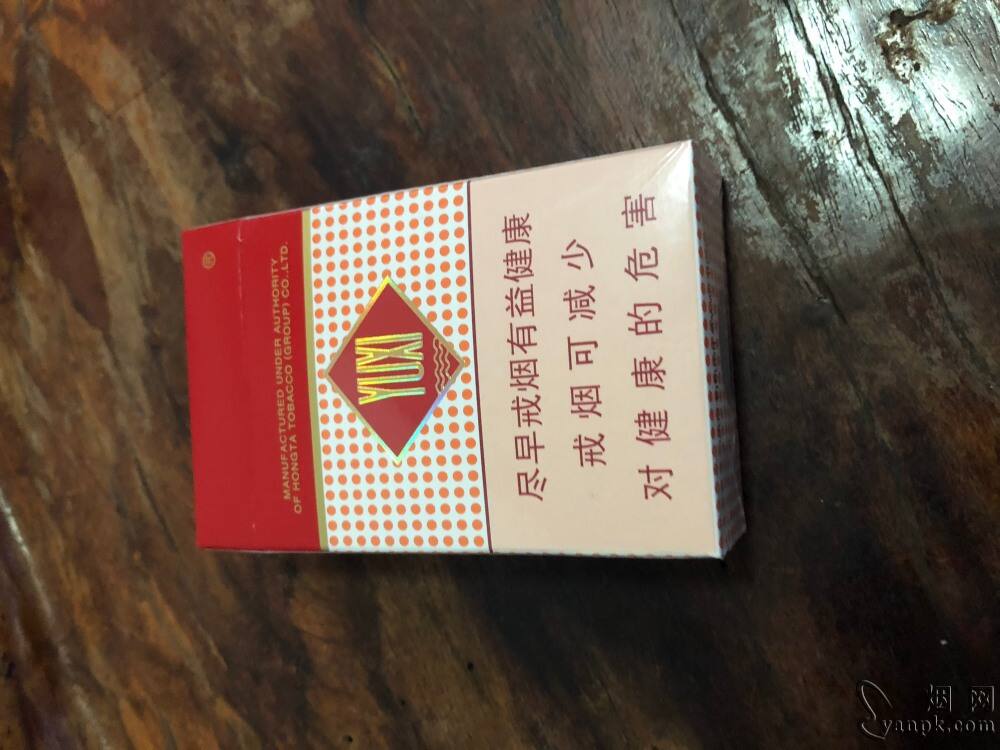 ®
MANUFACTURED UNDER AUTHORITY
OF HONGTA TOBACCO (GROUP) CO.,LTD.
YUXI
尽早戒烟有益健康
戒烟可减少
对健康的危害
烟网
yanpk.com